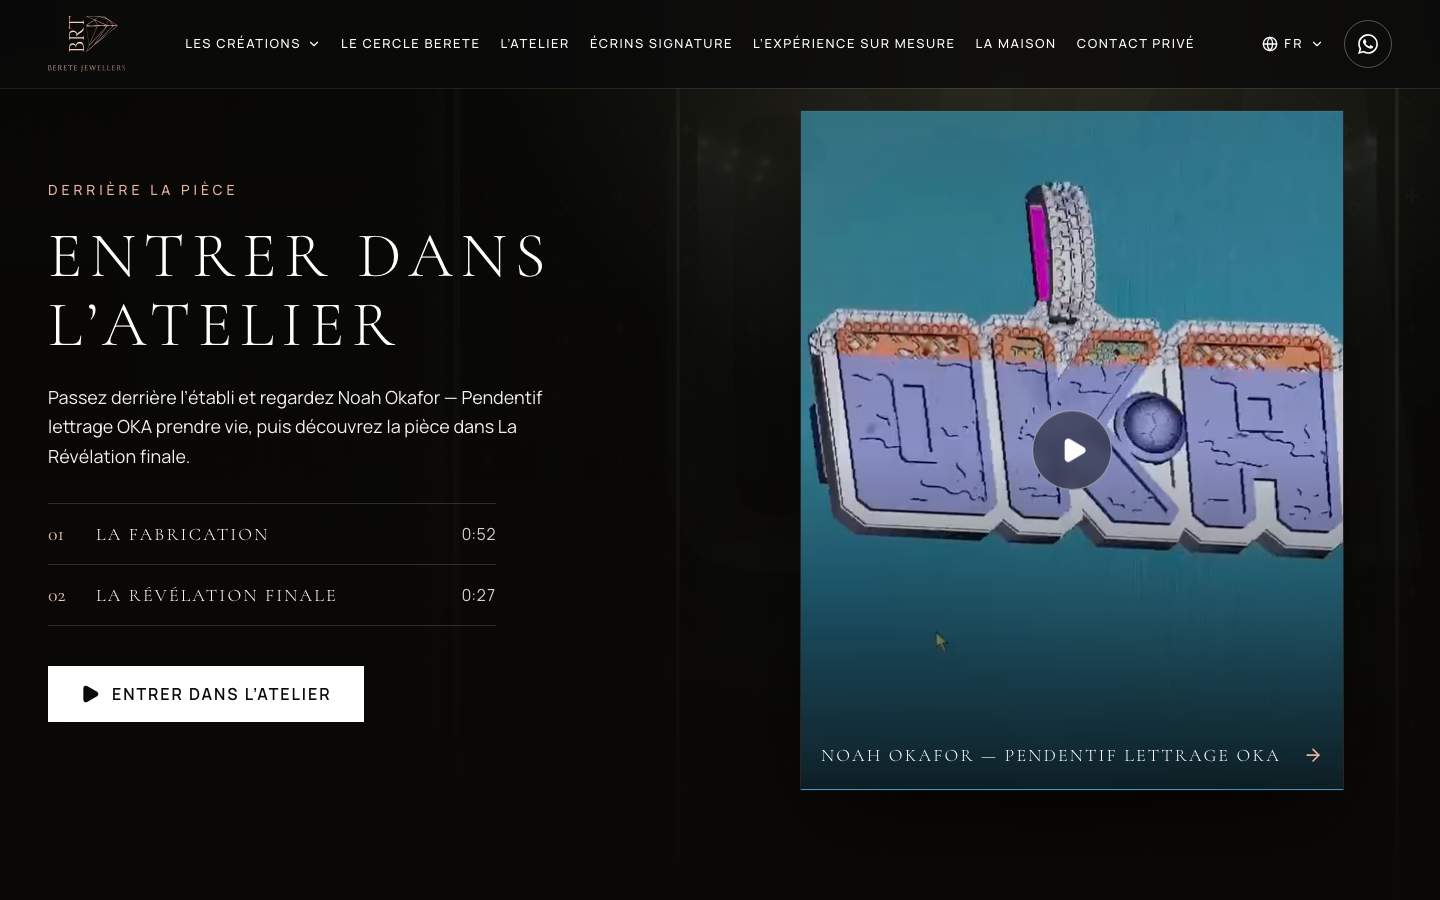 BRT
BERETE JEWELLERS
LES CRÉATIONS
LE CERCLE BERETE
L’ATELIER
ÉCRINS SIGNATURE
L’EXPÉRIENCE SUR MESURE
LA MAISON
CONTACT PRIVÉ
FR
DERRIÈRE LA PIÈCE
ENTRER DANS
L’ATELIER
Passez derrière l’établi et regardez Noah Okafor — Pendentif
lettrage OKA prendre vie, puis découvrez la pièce dans La
Révélation finale.
01 LA FABRICATION 0:52
02 LA RÉVÉLATION FINALE 0:27
ENTRER DANS L’ATELIER
OKA
NOAH OKAFOR — PENDENTIF LETTRAGE OKA